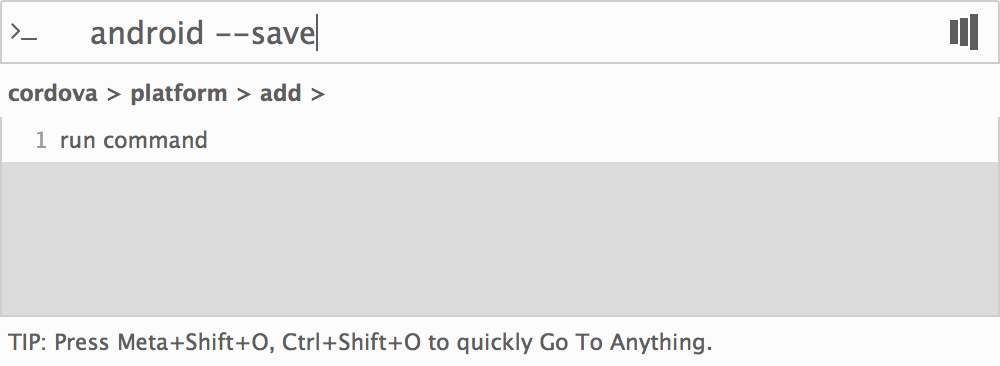 >_ android --save
cordova > platform > add >
1 run command
TIP: Press Meta+Shift+O, Ctrl+Shift+O to quickly Go To Anything.